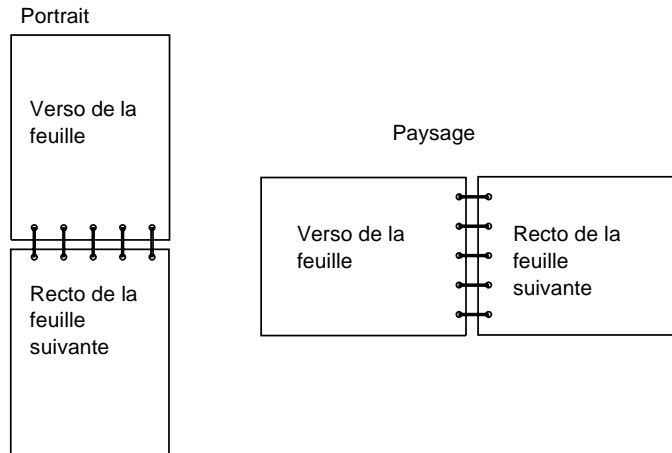 Portrait
Verso de la
feuille
Recto de la
feuille
suivante
Paysage
Verso de la
feuille
Recto de la
feuille
suivante